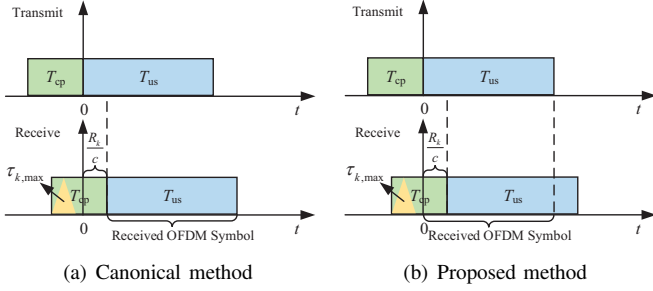 Transmit
T_cp
T_us
0
t
Receive
R_k
c
τ_k,max
T_cp
T_us
0
t
Received OFDM Symbol
(a) Canonical method
Transmit
T_cp
T_us
0
t
Receive
R_k
c
τ_k,max
T_cp
T_us
0
t
Received OFDM Symbol
(b) Proposed method